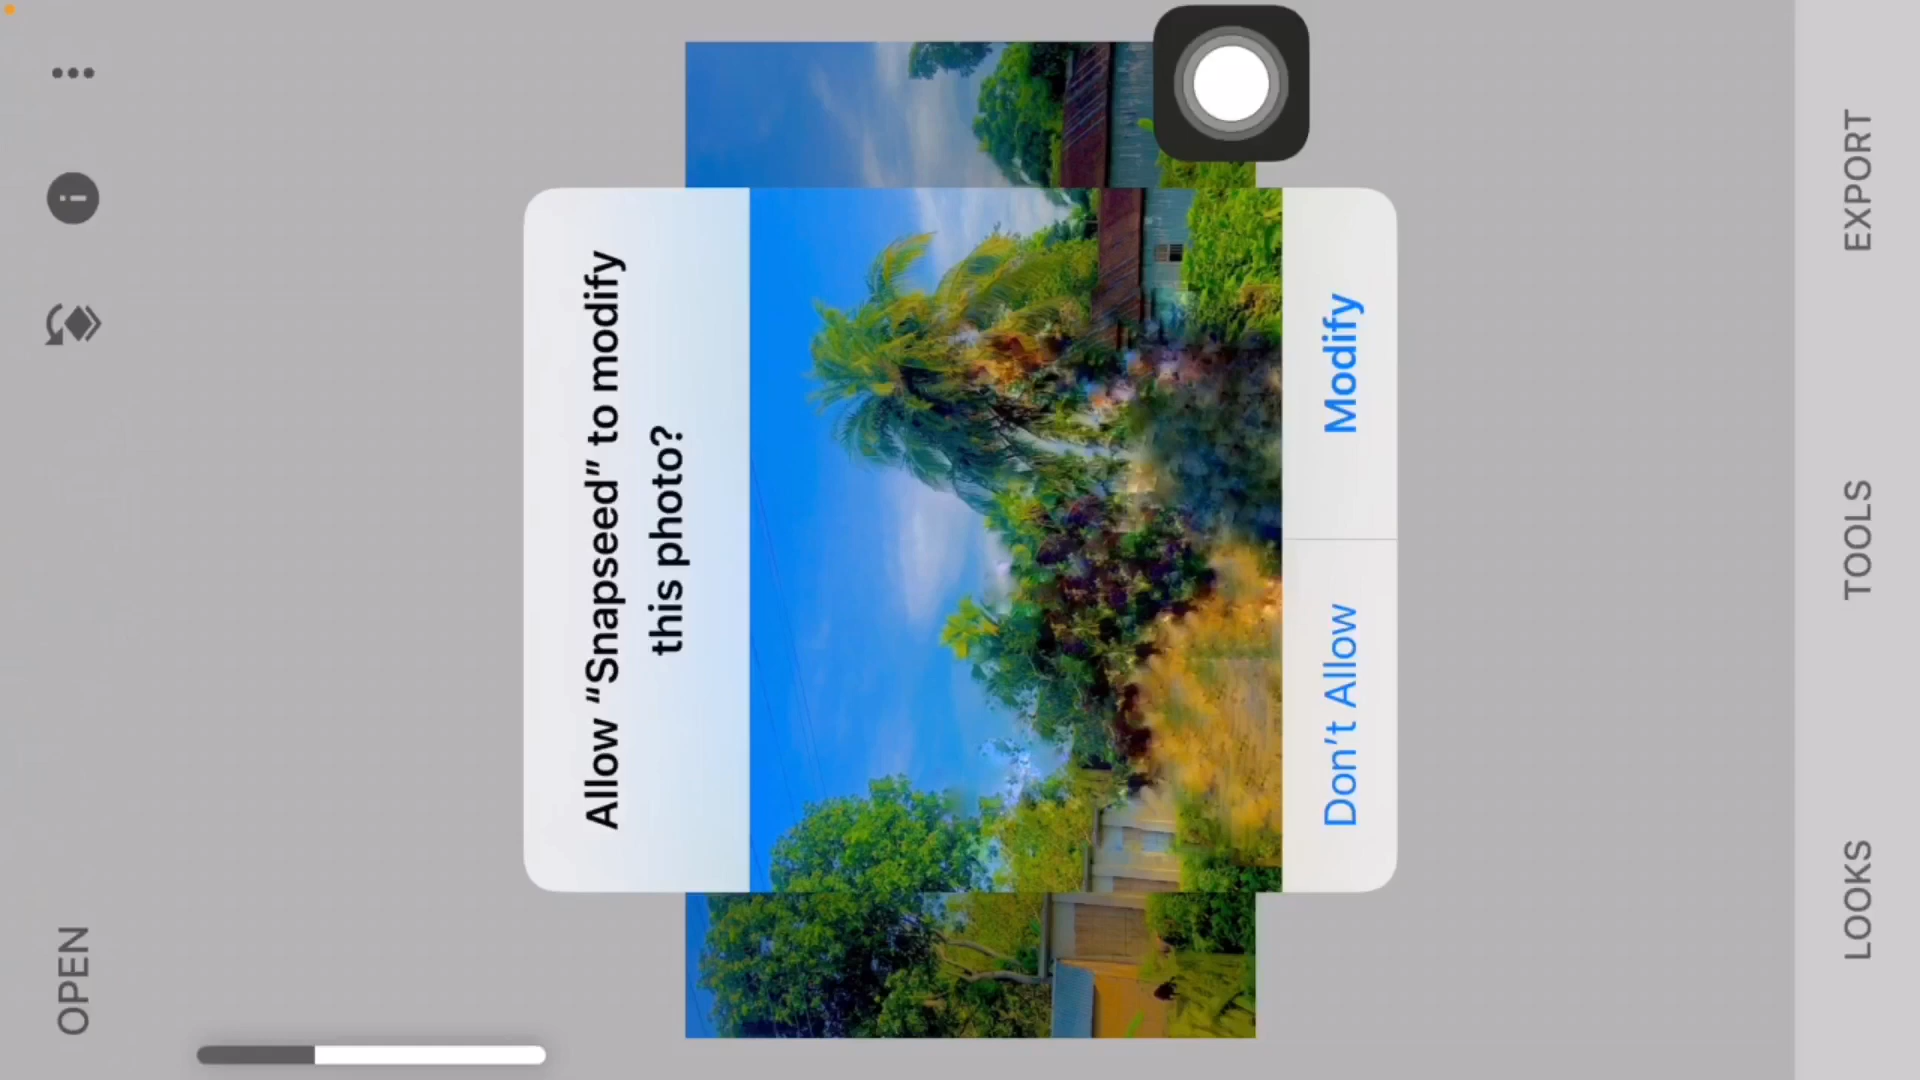 OPEN
Allow “Snapseed” to modify
this photo?
Don’t Allow
Modify
LOOKS
TOOLS
EXPORT